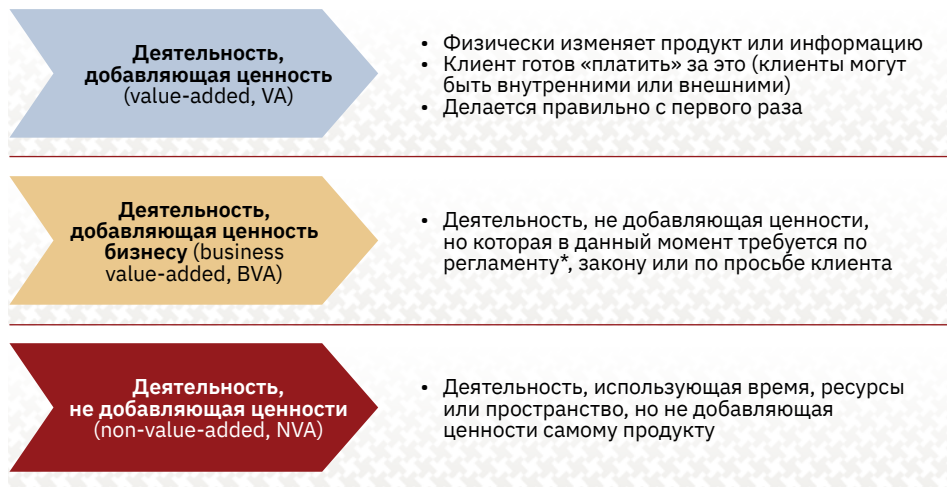 Деятельность,
добавляющая ценность
(value-added, VA)
• Физически изменяет продукт или информацию
• Клиент готов «платить» за это (клиенты могут
быть внутренними или внешними)
• Делается правильно с первого раза
Деятельность,
добавляющая ценность
бизнесу (business
value-added, BVA)
• Деятельность, не добавляющая ценности,
но которая в данный момент требуется по
регламенту*, закону или по просьбе клиента
Деятельность,
не добавляющая ценности
(non-value-added, NVA)
• Деятельность, использующая время, ресурсы
или пространство, но не добавляющая
ценности самому продукту